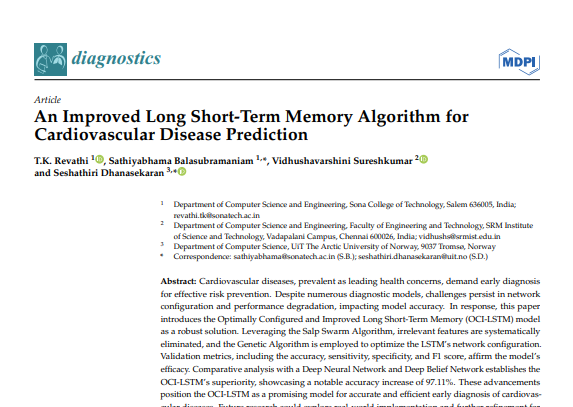 diagnostics
MDPI
Article
An Improved Long Short-Term Memory Algorithm for
Cardiovascular Disease Prediction
T.K. Revathi 1, Sathiyabhama Balasubramaniam 1,*, Vidhushavarshini Sureshkumar 2
and Seshathiri Dhanasekaran 3,*
1 Department of Computer Science and Engineering, Sona College of Technology, Salem 636005, India;
revathi.tk@sonatech.ac.in
2 Department of Computer Science and Engineering, Faculty of Engineering and Technology, SRM Institute
of Science and Technology, Vadapalani Campus, Chennai 600026, India; vidhushs@srmist.edu.in
3 Department of Computer Science, UiT The Arctic University of Norway, 9037 Tromsø, Norway
* Correspondence: sathiyabhama@sonatech.ac.in (S.B.); seshathiri.dhanasekaran@uit.no (S.D.)
Abstract: Cardiovascular diseases, prevalent as leading health concerns, demand early diagnosis
for effective risk prevention. Despite numerous diagnostic models, challenges persist in network
configuration and performance degradation, impacting model accuracy. In response, this paper
introduces the Optimally Configured and Improved Long Short-Term Memory (OCI-LSTM) model
as a robust solution. Leveraging the Salp Swarm Algorithm, irrelevant features are systematically
eliminated, and the Genetic Algorithm is employed to optimize the LSTM's network configuration.
Validation metrics, including the accuracy, sensitivity, specificity, and F1 score, affirm the model's
efficacy. Comparative analysis with a Deep Neural Network and Deep Belief Network establishes the
OCI-LSTM's superiority, showcasing a notable accuracy increase of 97.11%. These advancements
position the OCI-LSTM as a promising model for accurate and efficient early diagnosis of cardiovas-